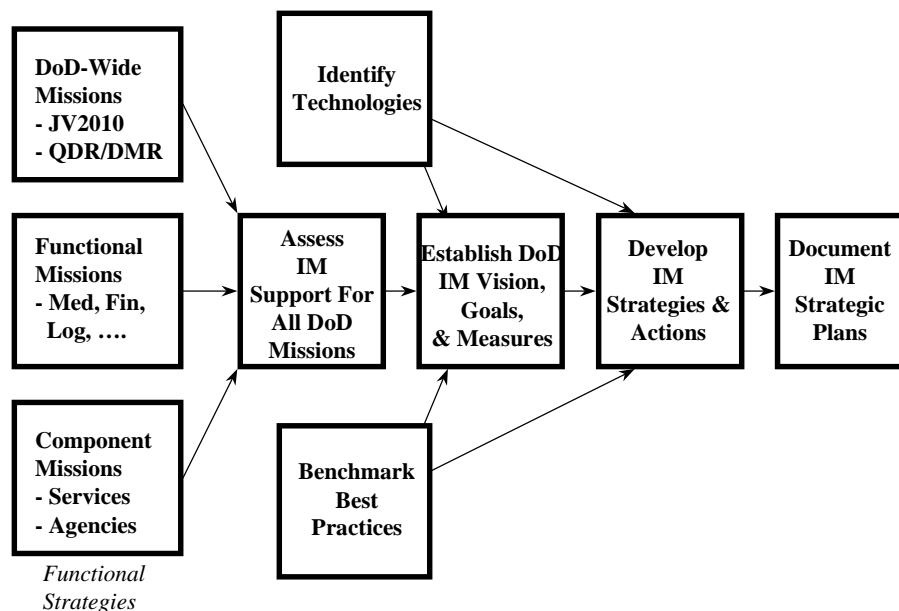 DoD-Wide
Missions
- JV2010
- QDR/DMR
Identify
Technologies
Functional
Missions
- Med, Fin,
Log, ….
Assess
IM
Support For
All DoD
Missions
Establish DoD
IM Vision,
Goals,
& Measures
Develop
IM
Strategies &
Actions
Document
IM
Strategic
Plans
Component
Missions
- Services
- Agencies
Benchmark
Best
Practices
Functional
Strategies